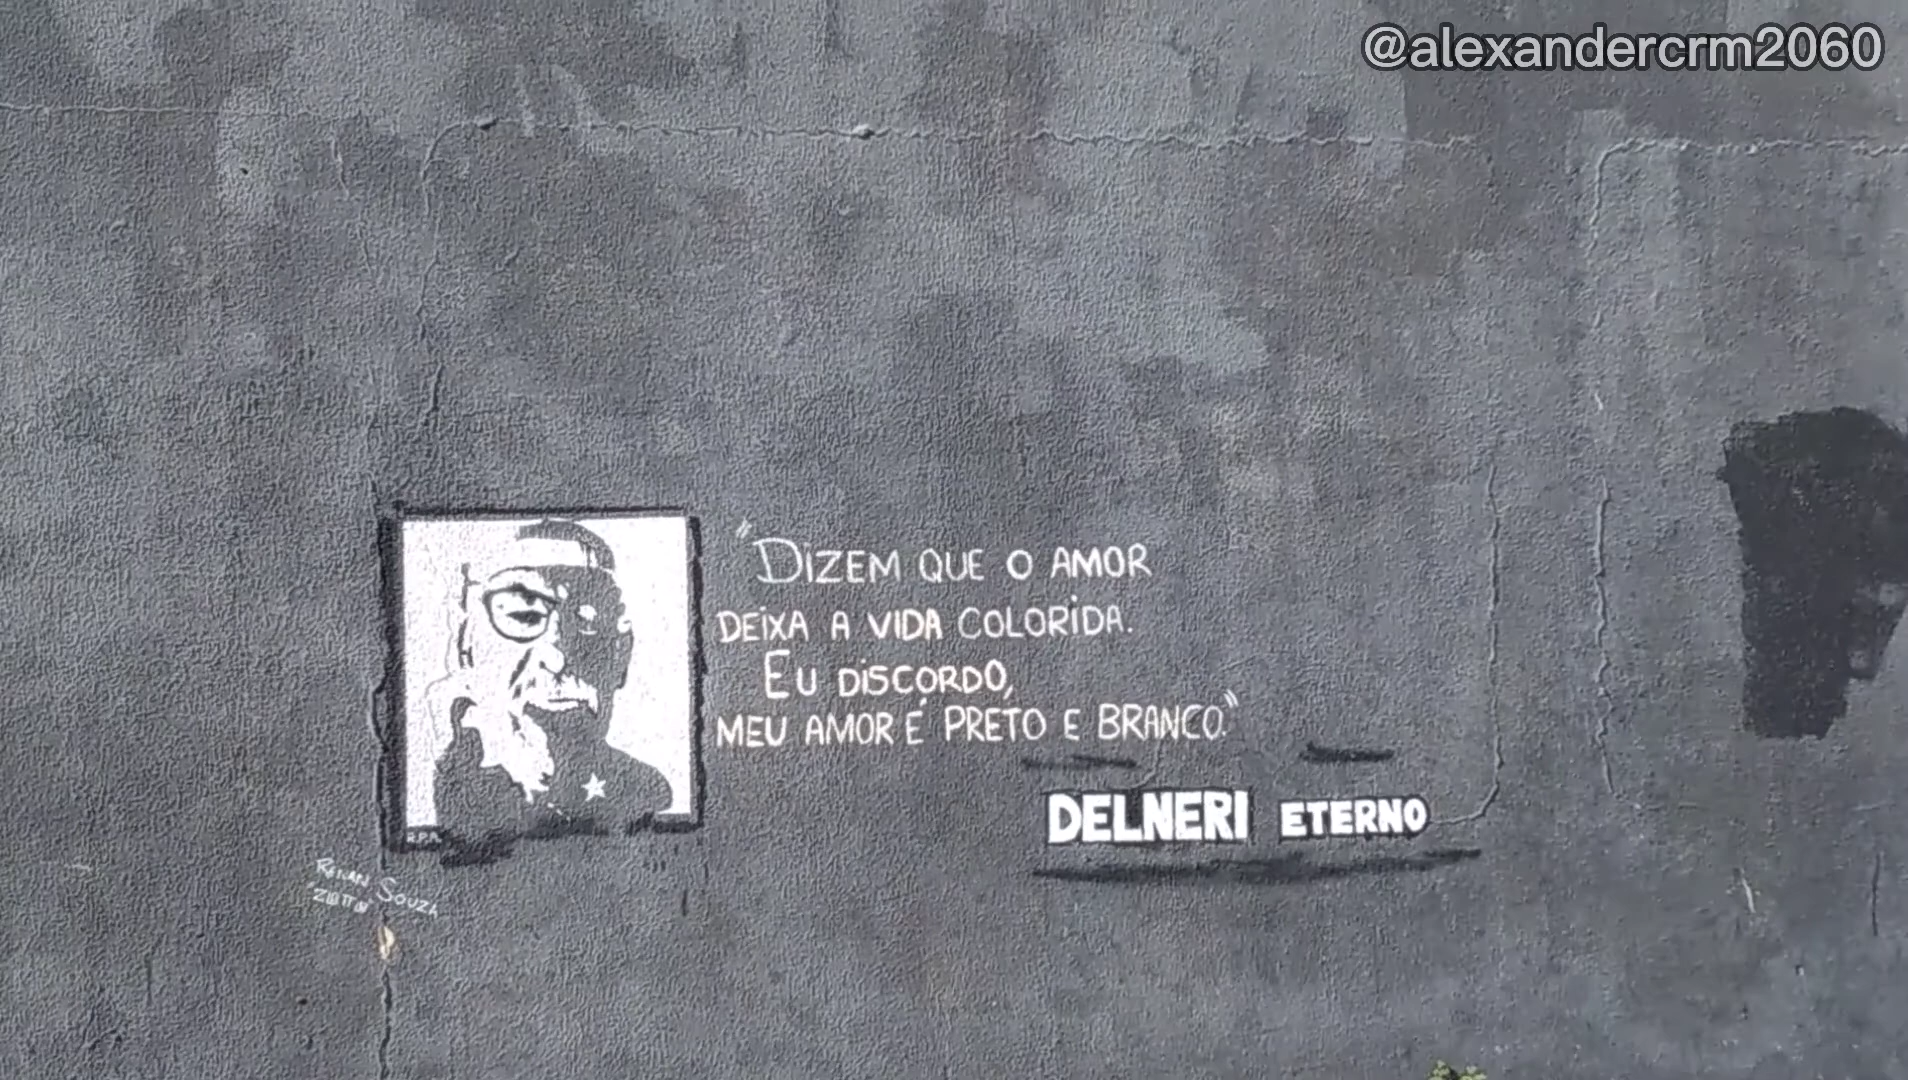 @alexandercrm2060
"DIZEM QUE O AMOR
DEIXA A VIDA COLORIDA.
EU DISCORDO,
MEU AMOR É PRETO E BRANCO."
DELNERI ETERNO
R.P.A.
RENAN SOUZA